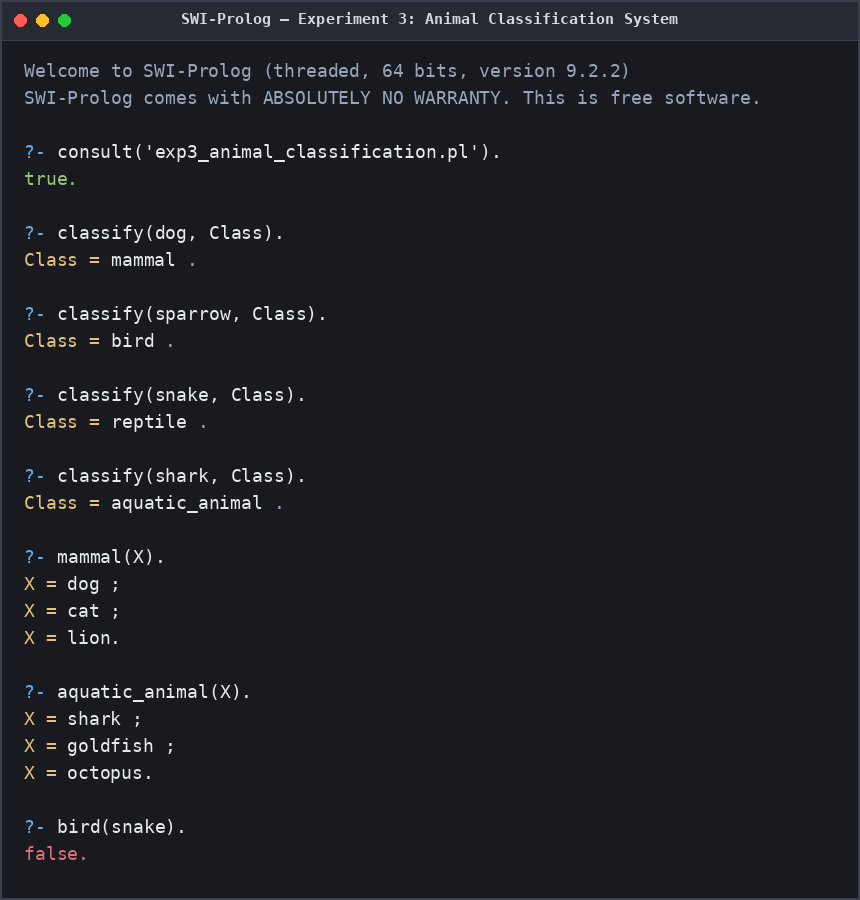 SWI-Prolog — Experiment 3: Animal Classification System
Welcome to SWI-Prolog (threaded, 64 bits, version 9.2.2)
SWI-Prolog comes with ABSOLUTELY NO WARRANTY. This is free software.
?- consult('exp3_animal_classification.pl').
true.
?- classify(dog, Class).
Class = mammal .
?- classify(sparrow, Class).
Class = bird .
?- classify(snake, Class).
Class = reptile .
?- classify(shark, Class).
Class = aquatic_animal .
?- mammal(X).
X = dog ;
X = cat ;
X = lion.
?- aquatic_animal(X).
X = shark ;
X = goldfish ;
X = octopus.
?- bird(snake).
false.